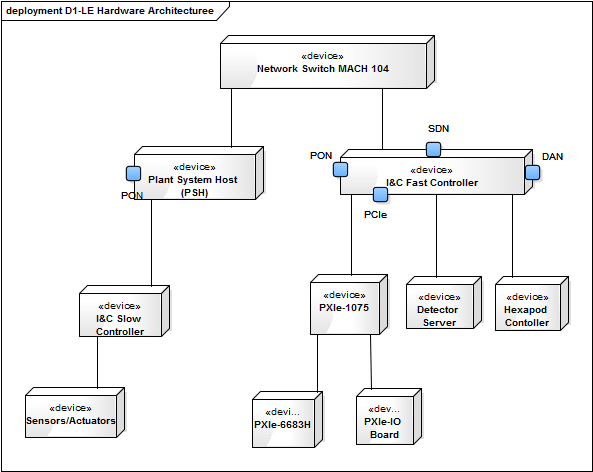 deployment D1-LE Hardware Architecturee
«device»
Network Switch MACH 104
SDN
PON
DAN
«device»
Plant System Host
(PSH)
PON
«device»
I&C Fast Controller
PCIe
«device»
I&C Slow
Controller
«device»
PXIe-1075
«device»
Detector
Server
«device»
Hexapod
Contoller
«device»
Sensors/Actuators
«devi...
PXIe-6683H
«devi...
PXIe-IO
Board